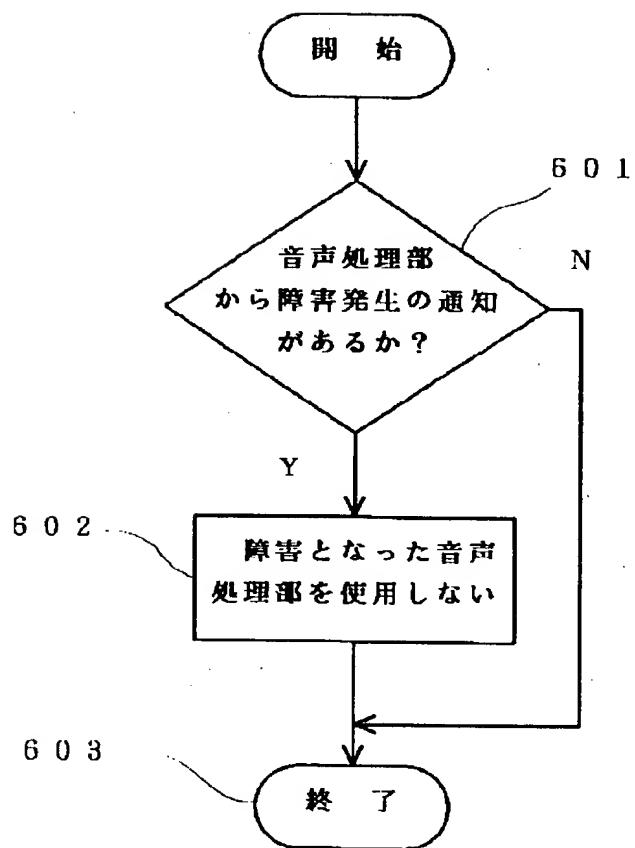 開 始
６０１
音声処理部
から障害発生の通知
があるか？
N
Y
６０２
障害となった音声
処理部を使用しない
６０３
終 了